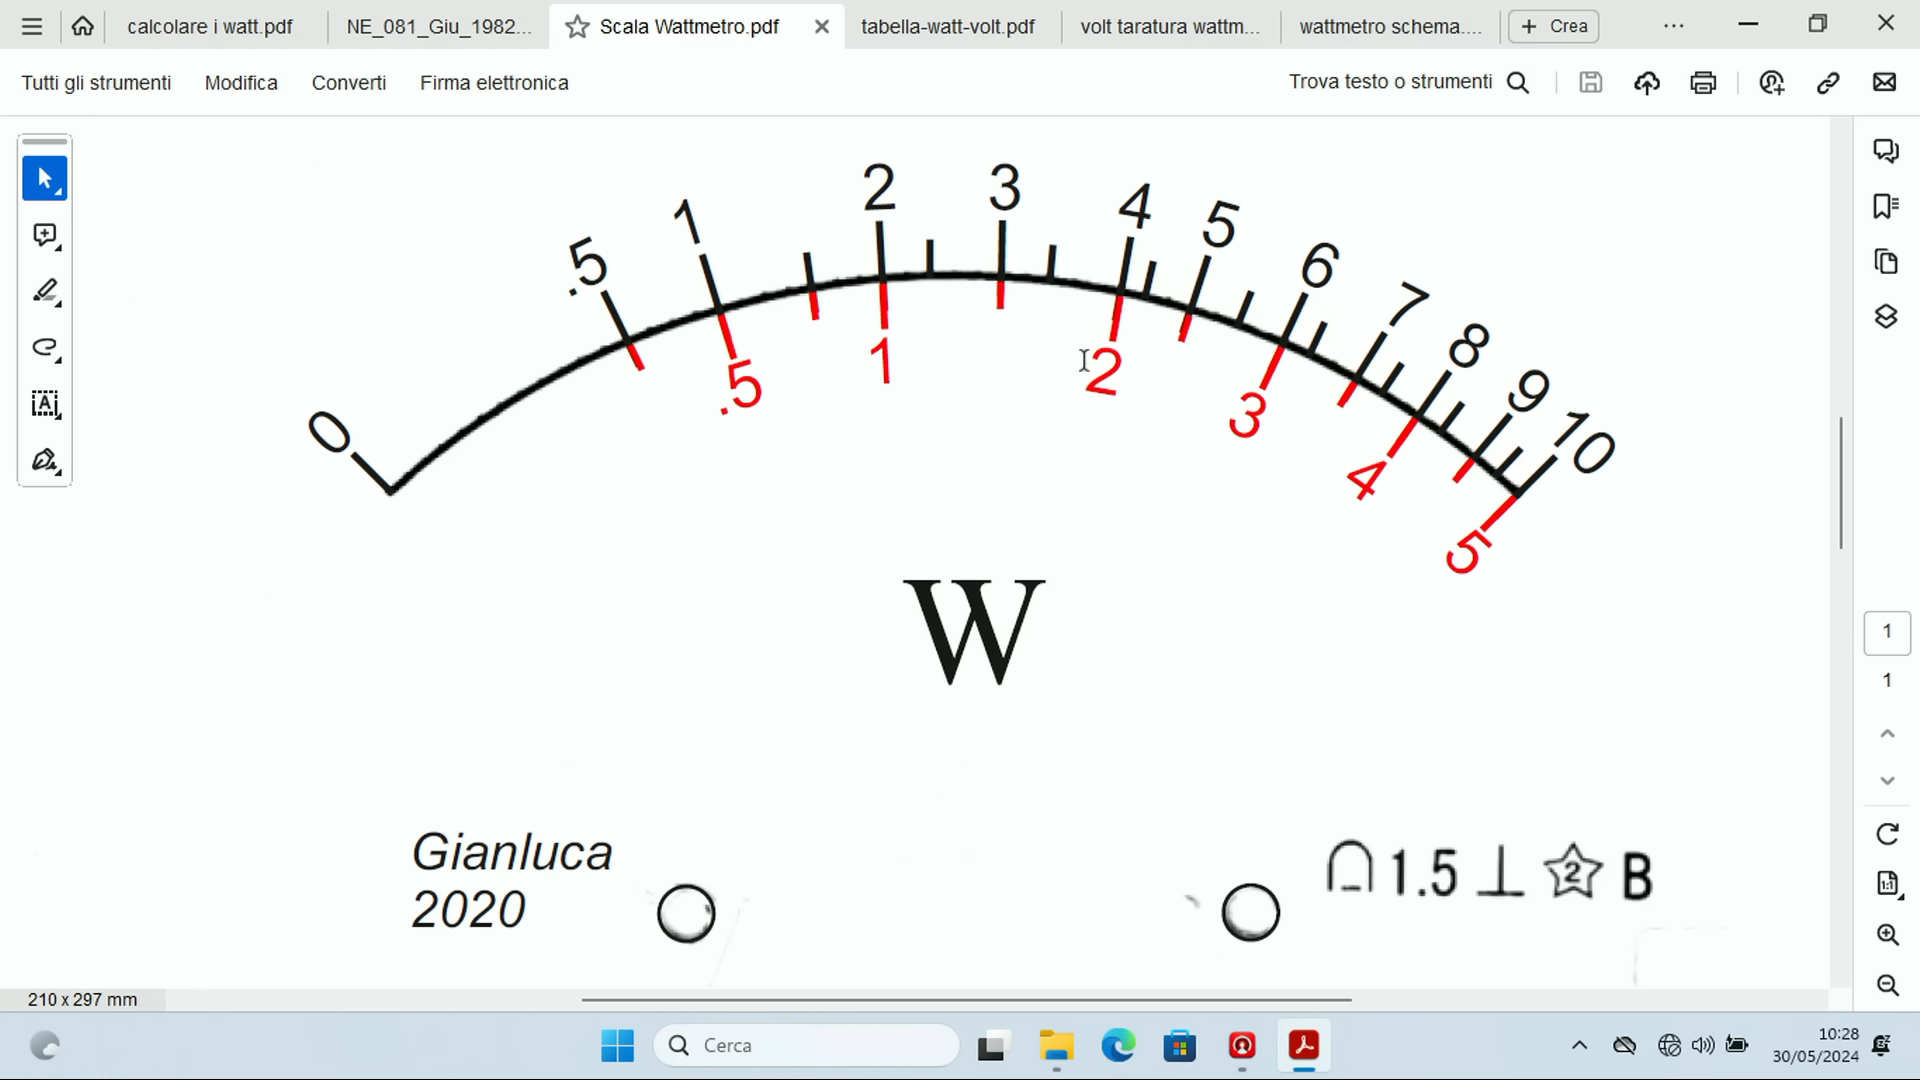 calcolare i watt.pdf
NE_081_Giu_1982...
Scala Wattmetro.pdf
tabella-watt-volt.pdf
volt taratura wattm...
wattmetro schema....
Crea
Tutti gli strumenti
Modifica
Converti
Firma elettronica
Trova testo o strumenti
0 .5 1 2 3 4 5 6 7 8 9 10
.5 1 2 3 4 5
W
Gianluca
2020
1.5 2 B
1
1
210 x 297 mm
Cerca
10:28
30/05/2024